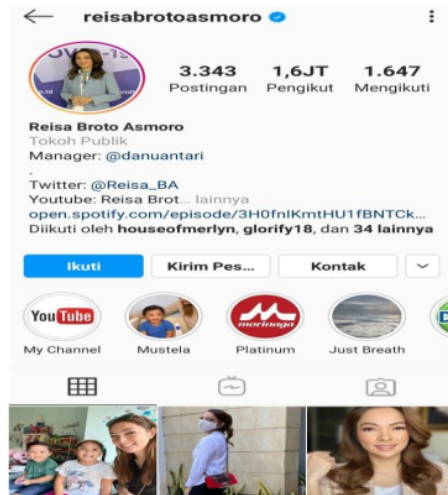 reisabrotoasmoro
3.343 1,6JT 1.647
Postingan Pengikut Mengikuti
Reisa Broto Asmoro
Tokoh Publik
Manager: @danuantari
.
Twitter: @Reisa_BA
Youtube: Reisa Brot... lainnya
open.spotify.com/episode/3H0fnIKmtHU1fBNTCk...
Diikuti oleh houseofmerlyn, glorify18, dan 34 lainnya
Ikuti Kirim Pes... Kontak
YouTube
morinaga
My Channel Mustela Platinum Just Breath